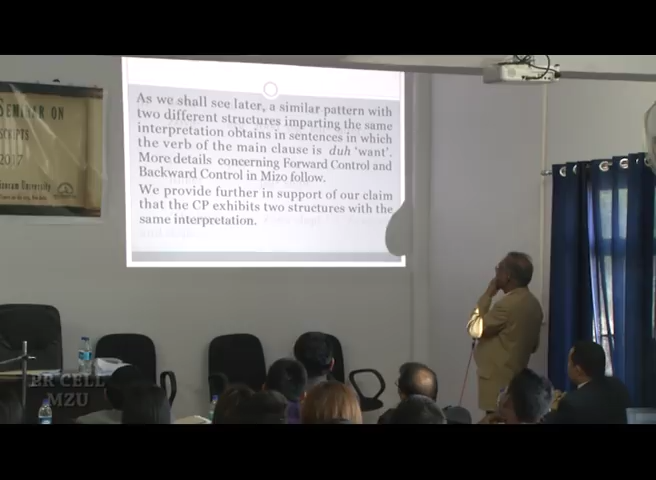 SEMINAR ON
SCRIPTS
2017
Mizoram University
As we shall see later, a similar pattern with
two different structures imparting the same
interpretation obtains in sentences in which
the verb of the main clause is duh ‘want’.
More details concerning Forward Control and
Backward Control in Mizo follow.
We provide further in support of our claim
that the CP exhibits two structures with the
same interpretation.
PR CELL
MZU